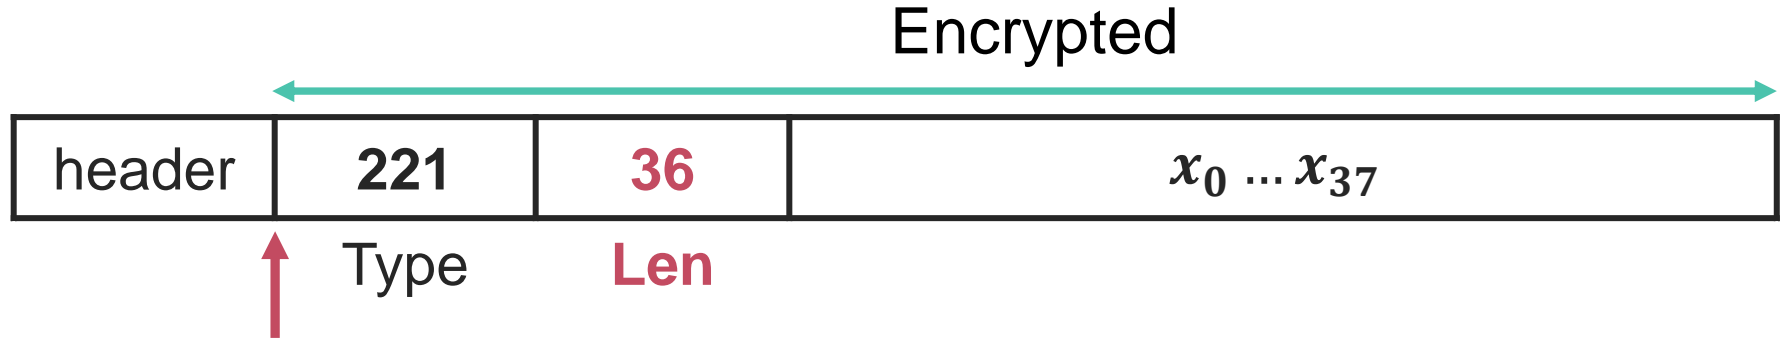 Encrypted
header 221 36 x₀ ... x₃₇
Type Len